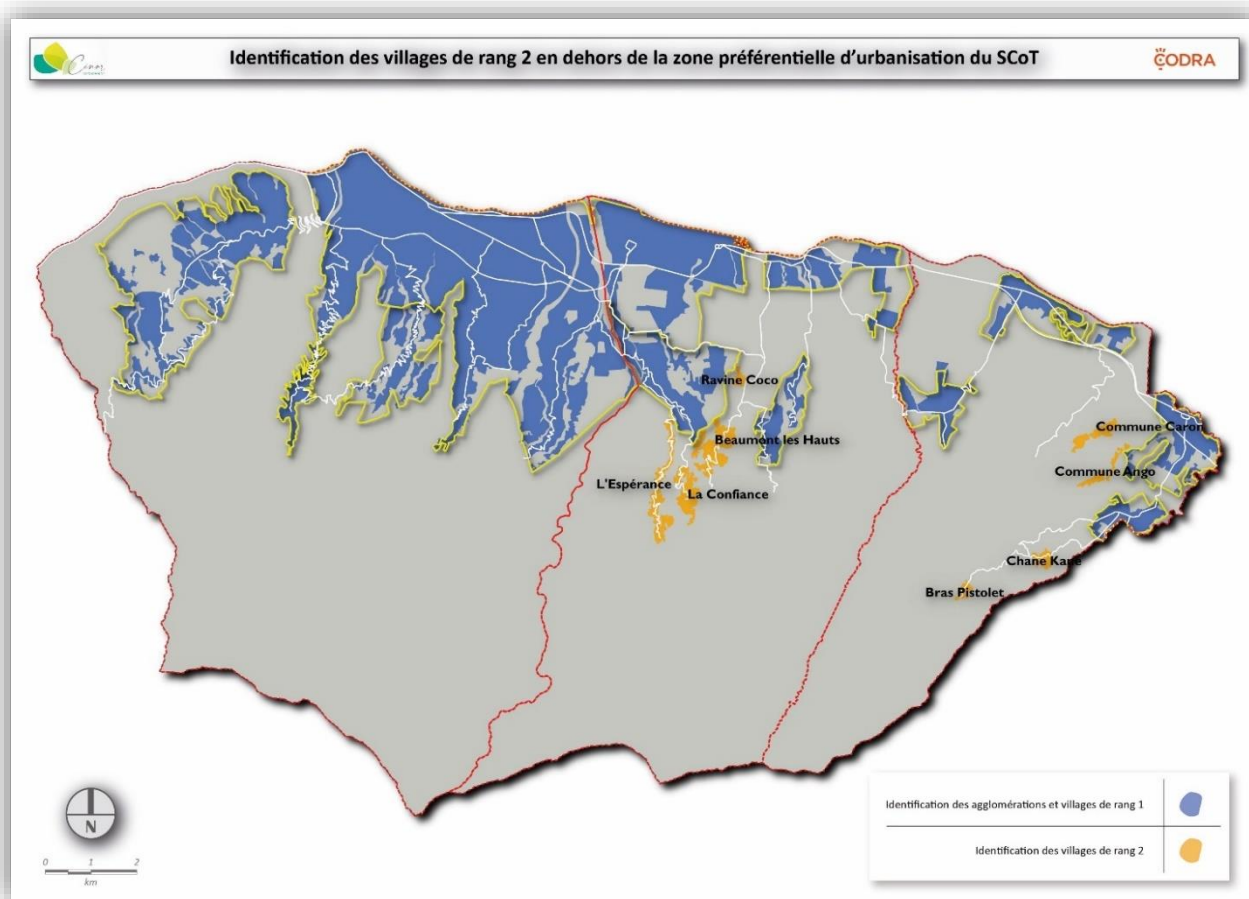 Cinor
Identification des villages de rang 2 en dehors de la zone préférentielle d'urbanisation du SCoT
CODRA
Ravine Coco
Beaumont les Hauts
L'Espérance
La Confiance
Commune Caron
Commune Ango
Chane Kane
Bras Pistolet
N
0 1 2
km
Identification des agglomérations et villages de rang 1
Identification des villages de rang 2